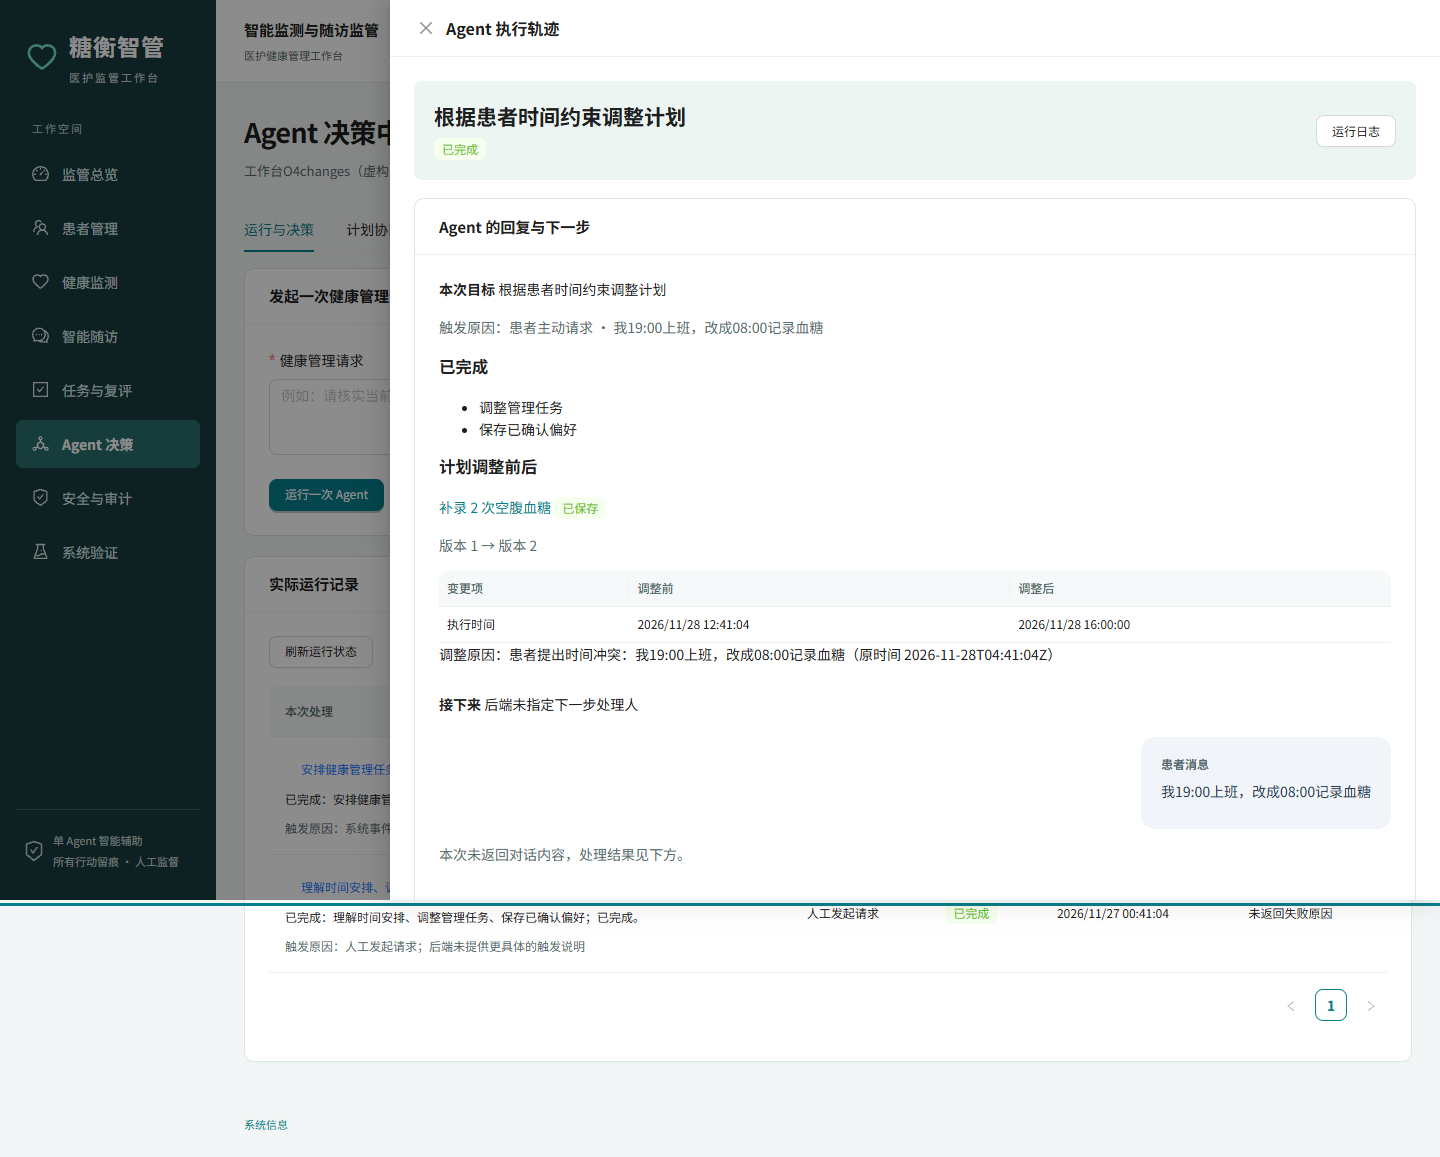 糖衡智管
医护监管工作台
工作空间
监管总览
患者管理
健康监测
智能随访
任务与复评
Agent 决策
安全与审计
系统验证
单 Agent 智能辅助
所有行动留痕 · 人工监督
智能监测与随访监管
医护健康管理工作台
Agent 决策中
工作台O4changes（虚构
运行与决策
计划协
发起一次健康管理
* 健康管理请求
例如：请核实当前
运行一次 Agent
实际运行记录
刷新运行状态
本次处理
安排健康管理任务
已完成：安排健康管
触发原因：系统事件
理解时间安排、调
已完成：理解时间安排、调整管理任务、保存已确认偏好；已完成。
人工发起请求
已完成
2026/11/27 00:41:04
未返回失败原因
触发原因：人工发起请求；后端未提供更具体的触发说明
1
系统信息
Agent 执行轨迹
根据患者时间约束调整计划
已完成
运行日志
Agent 的回复与下一步
本次目标 根据患者时间约束调整计划
触发原因：患者主动请求 · 我19:00上班，改成08:00记录血糖
已完成
调整管理任务
保存已确认偏好
计划调整前后
补录 2 次空腹血糖 已保存
版本 1 → 版本 2
变更项 调整前 调整后
执行时间 2026/11/28 12:41:04 2026/11/28 16:00:00
调整原因：患者提出时间冲突：我19:00上班，改成08:00记录血糖（原时间 2026-11-28T04:41:04Z）
接下来 后端未指定下一步处理人
患者消息
我19:00上班，改成08:00记录血糖
本次未返回对话内容，处理结果见下方。